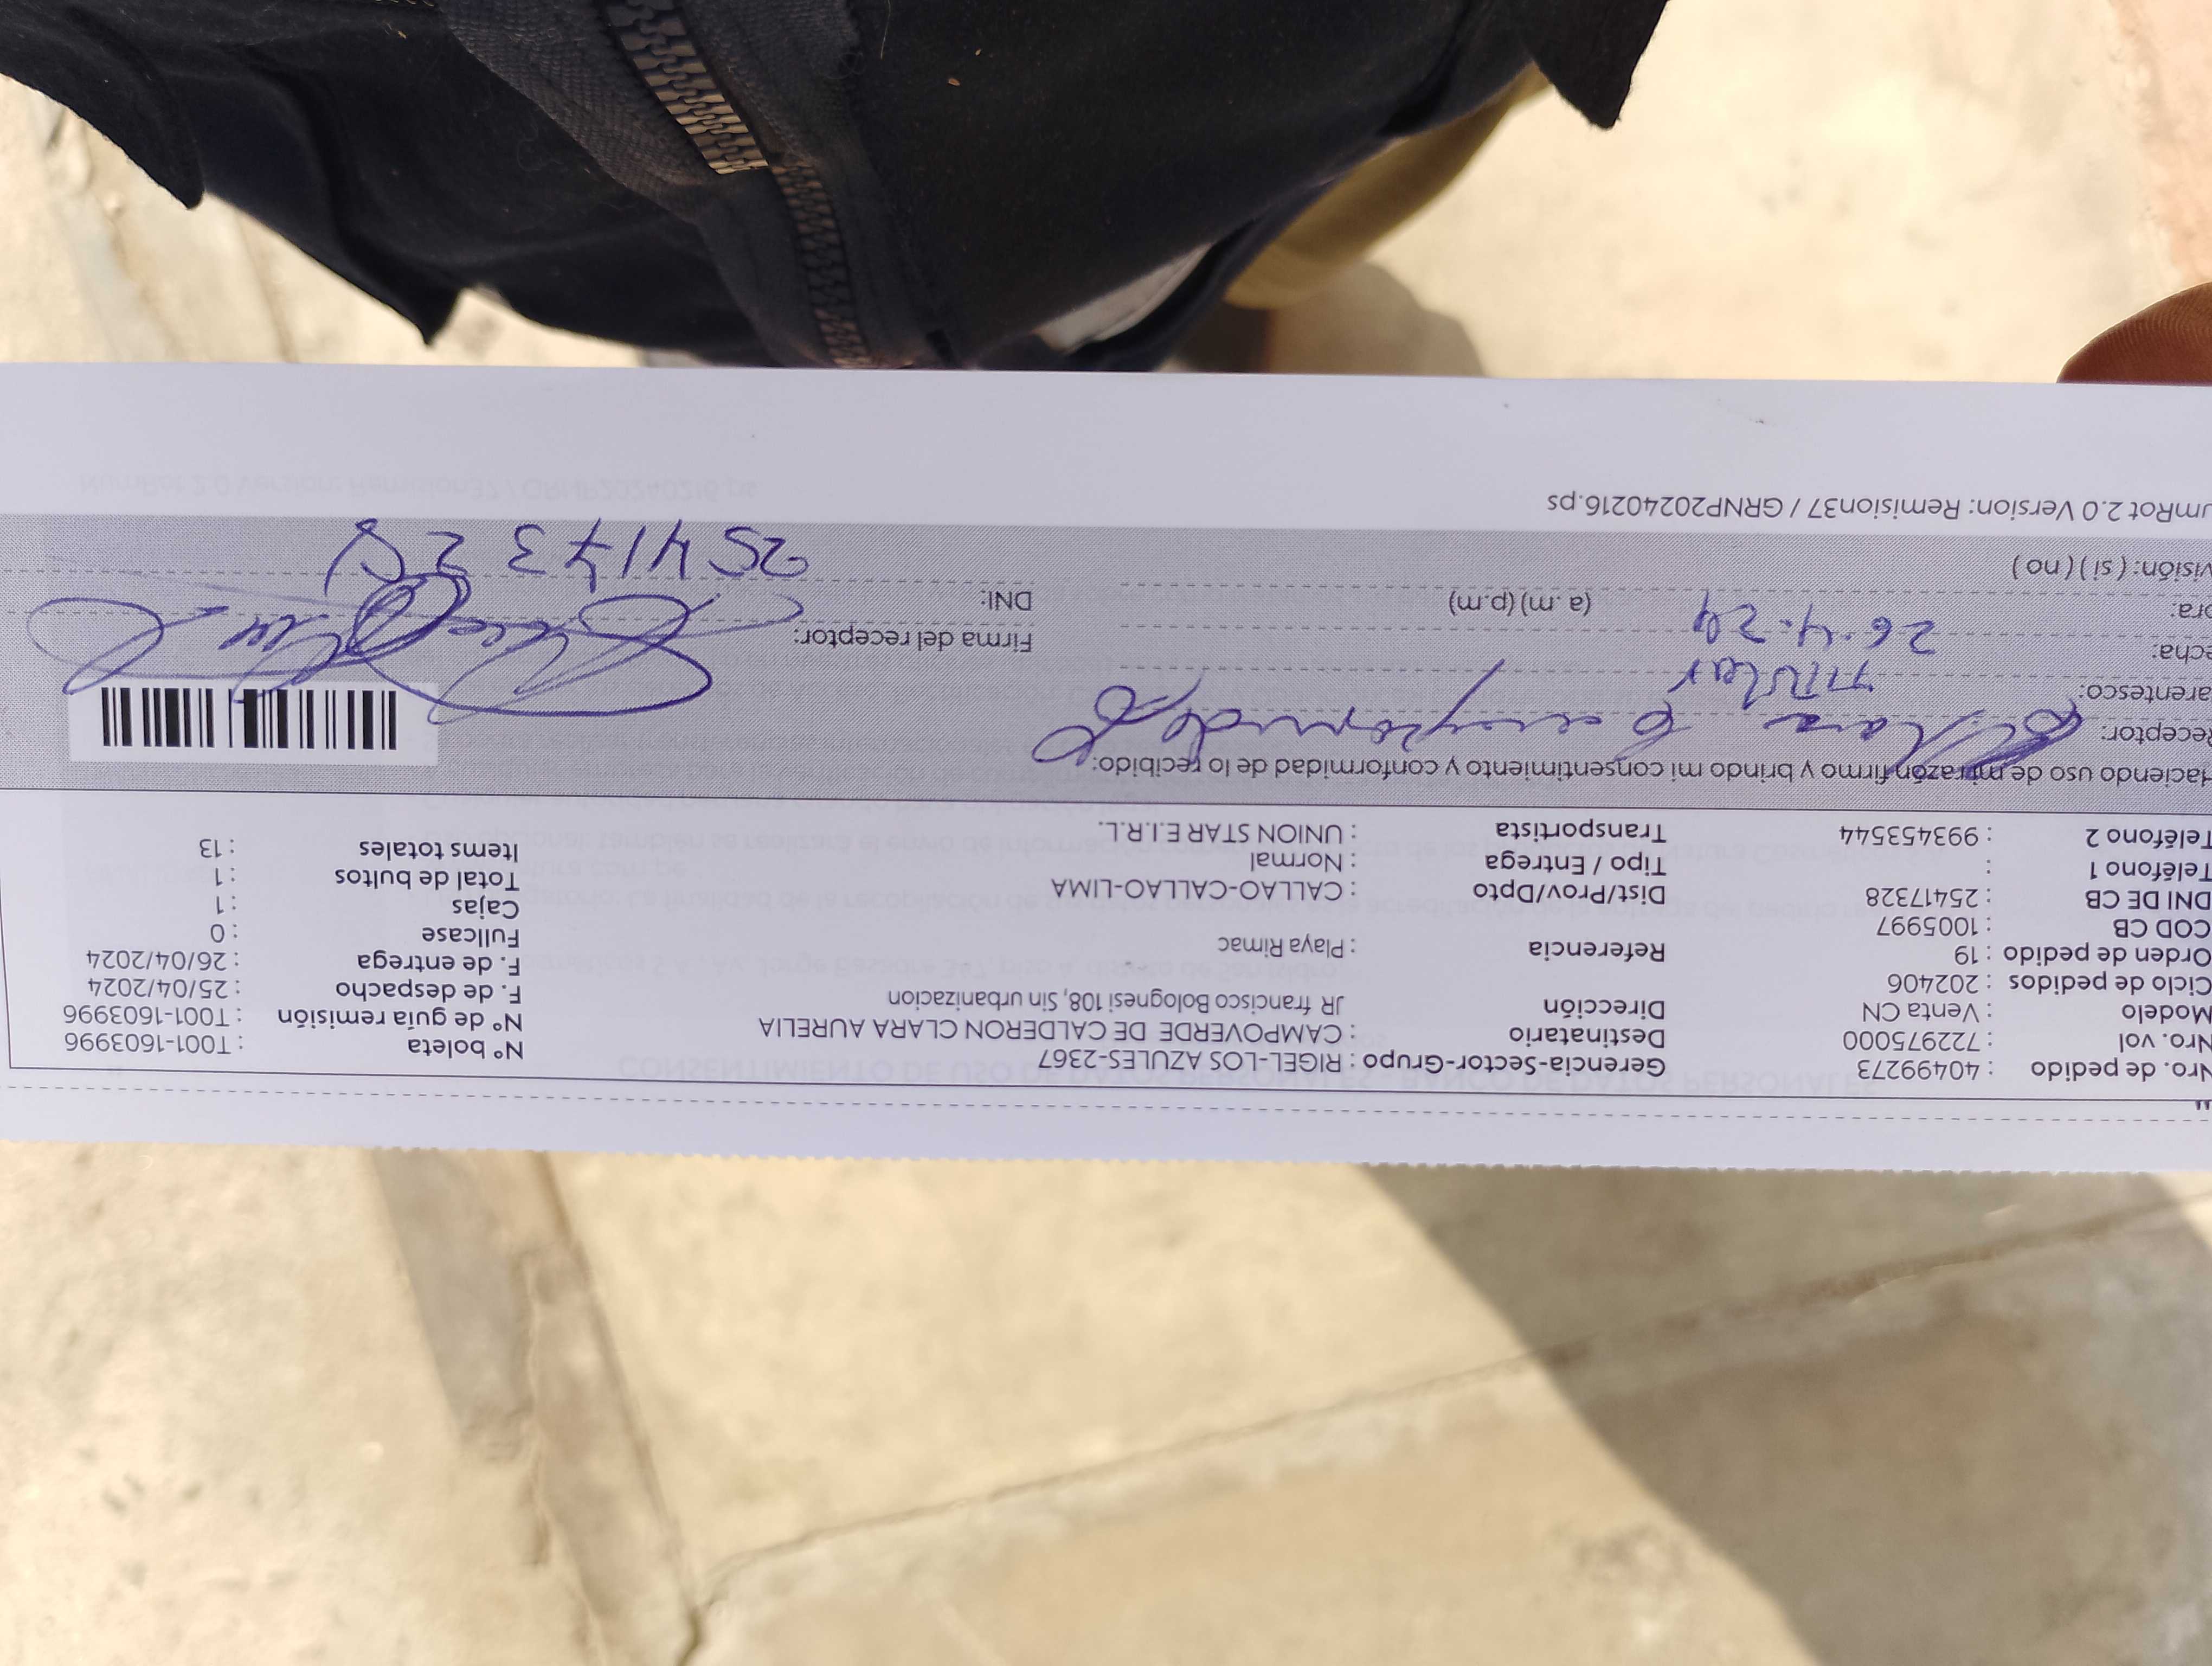 Nro. de pedido : 40499273 Gerencia-Sector-Grupo : RIGEL-LOS AZULES-2367 N° boleta : T001-1603996
Nro. vol : 722975000 Destinatario : CAMPOVERDE DE CALDERON CLARA AURELIA N° de guía remisión : T001-1603996
Modelo : Venta CN Dirección JR francisco Bolognesi 108, Sin urbanizacion F. de despacho : 25/04/2024
Ciclo de pedidos : 202406 F. de entrega : 26/04/2024
Orden de pedido : 19 Referencia : Playa Rimac Fullcase : 0
COD CB : 1005997 Cajas : 1
DNI DE CB : 25417328 Dist/Prov/Dpto : CALLAO-CALLAO-LIMA Total de bultos : 1
Teléfono 1 : Tipo / Entrega : Normal Items totales : 13
Teléfono 2 : 993453544 Transportista : UNION STAR E.I.R.L.
Haciendo uso de mi razón firmo y brindo mi consentimiento y conformidad de lo recibido:
Receptor: Clara Campoverde
arentesco: Titular Firma del receptor:
echa: 26.4.24
ora: (a.m) (p.m) DNI: 25417328
visión: ( si ) ( no )
umRot 2.0 Version: Remision37 / GRNP20240216.ps